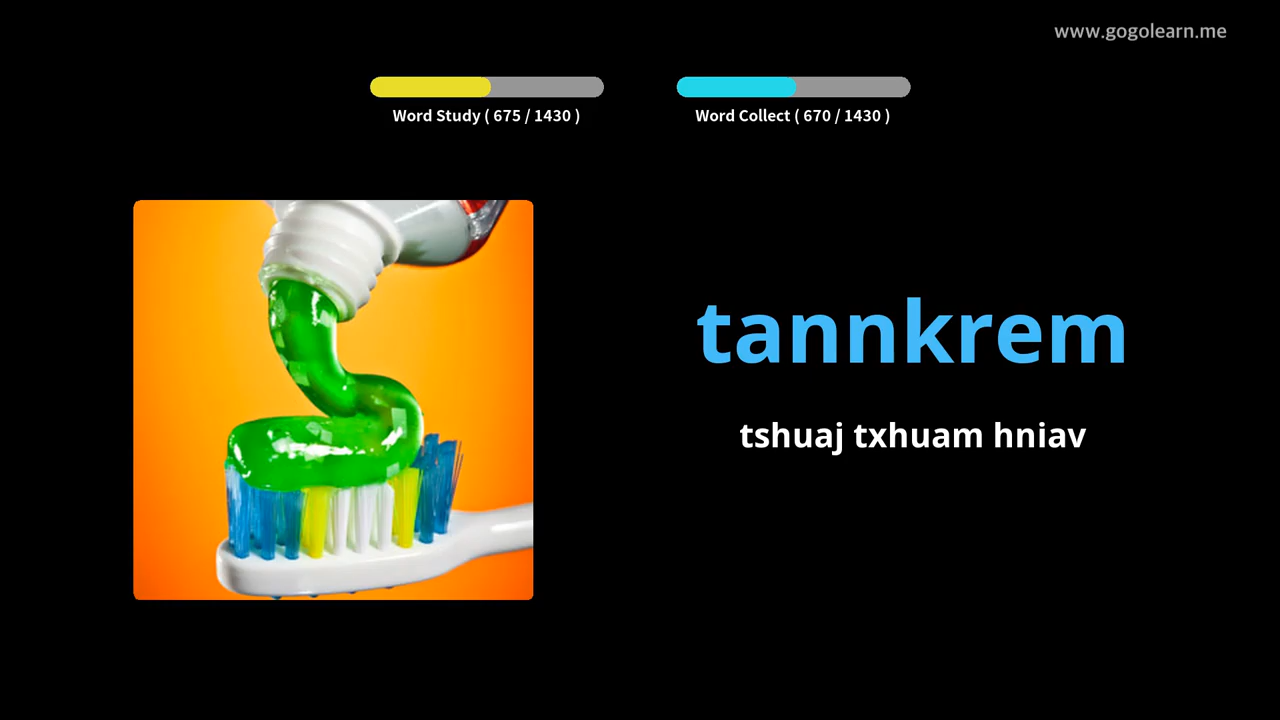 www.gogolearn.me
Word Study ( 675 / 1430 )
Word Collect ( 670 / 1430 )
tannkrem
tshuaj txhuam hniav